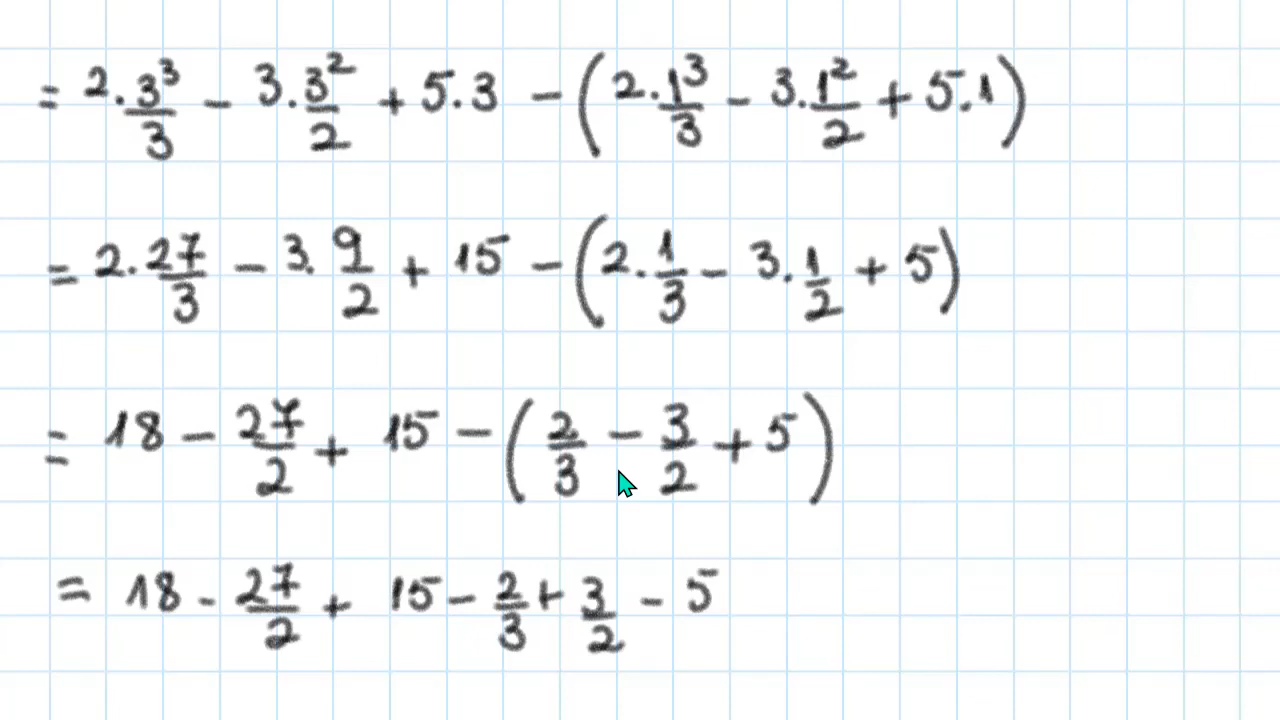 = 2.3³/3 - 3.3²/2 + 5.3 - (2.1³/3 - 3.1²/2 + 5.1)
= 2.27/3 - 3.9/2 + 15 - (2.1/3 - 3.1/2 + 5)
= 18 - 27/2 + 15 - (2/3 - 3/2 + 5)
= 18 - 27/2 + 15 - 2/3 + 3/2 - 5